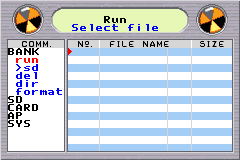 Run
Select file
COMM. Nº. FILE NAME SIZE
BANK
run
>sd
del
dir
format
SD
CARD
AP
SYS